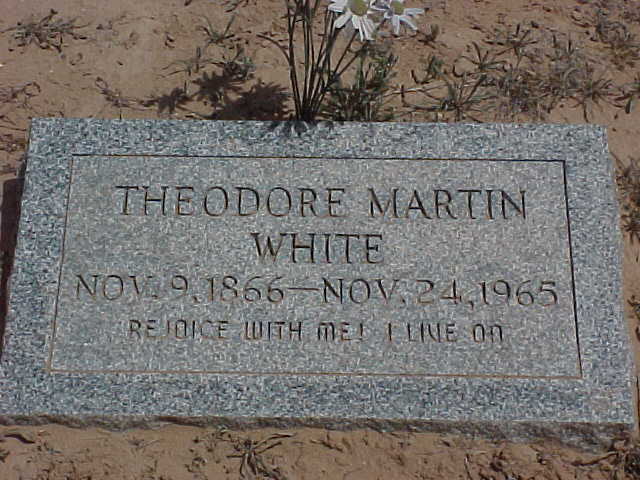 THEODORE MARTIN
WHITE
NOV. 9, 1866—NOV. 24, 1965
REJOICE WITH ME! I LIVE ON